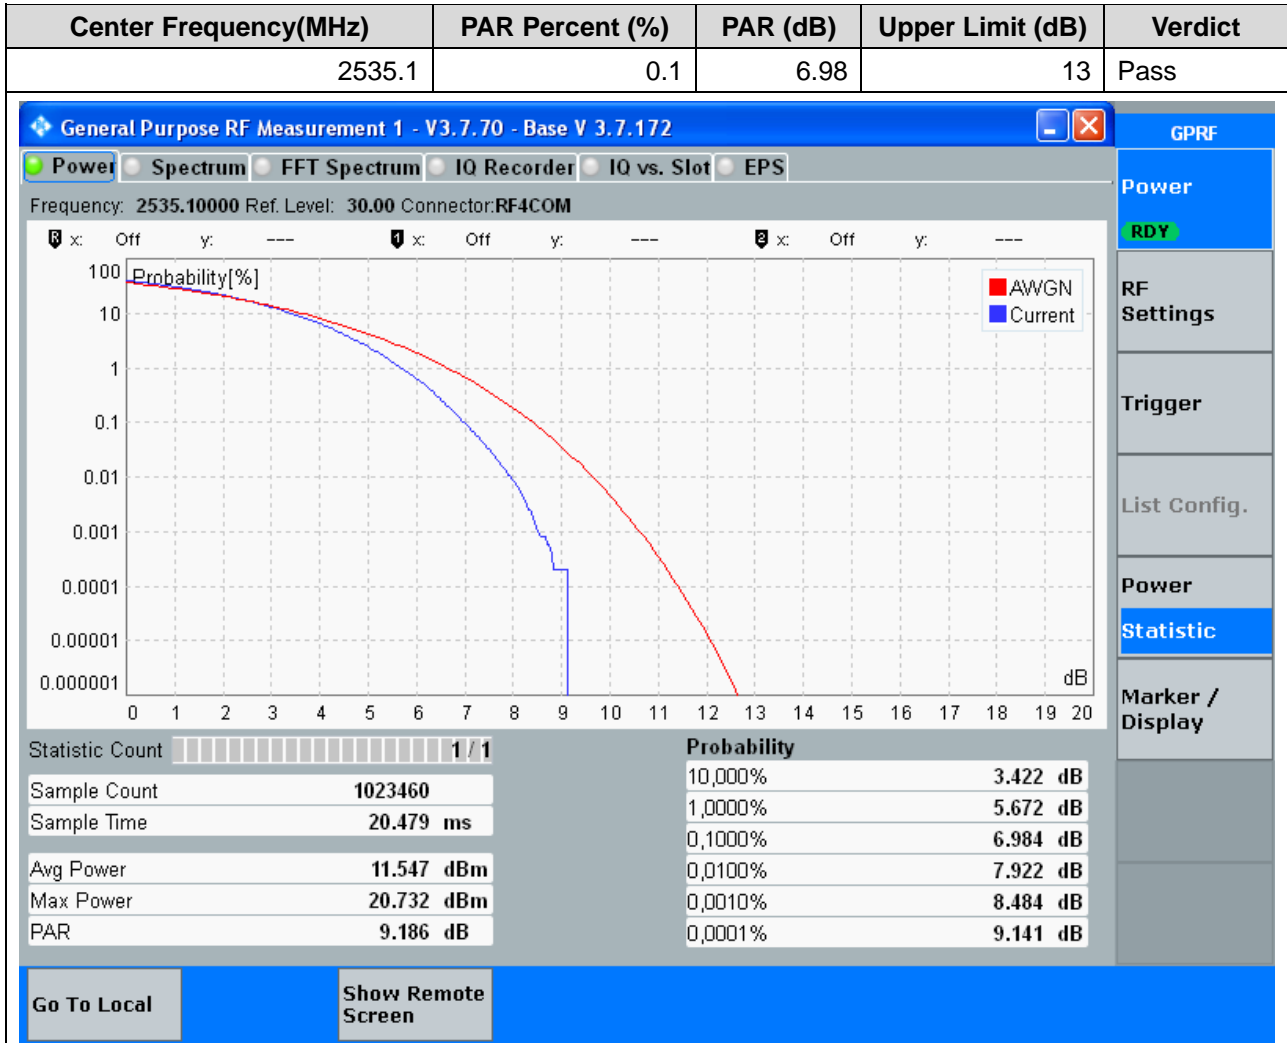 Center Frequency(MHz) PAR Percent (%) PAR (dB) Upper Limit (dB) Verdict
2535.1 0.1 6.98 13 Pass
General Purpose RF Measurement 1 - V3.7.70 - Base V 3.7.172
GPRF
Power Spectrum FFT Spectrum IQ Recorder IQ vs. Slot EPS
Power
RDY
Frequency: 2535.10000 Ref. Level: 30.00 Connector:RF4COM
R x: Off y: --- 1 x: Off y: --- 2 x: Off y: ---
Probability[%]
AWGN
Current
100
10
1
0.1
0.01
0.001
0.0001
0.00001
0.000001
dB
0 1 2 3 4 5 6 7 8 9 10 11 12 13 14 15 16 17 18 19 20
RF
Settings
Trigger
List Config.
Power
Statistic
Marker /
Display
Statistic Count 1 / 1
Sample Count 1023460
Sample Time 20.479 ms
Avg Power 11.547 dBm
Max Power 20.732 dBm
PAR 9.186 dB
Probability
10,000% 3.422 dB
1,0000% 5.672 dB
0,1000% 6.984 dB
0,0100% 7.922 dB
0,0010% 8.484 dB
0,0001% 9.141 dB
Go To Local
Show Remote
Screen